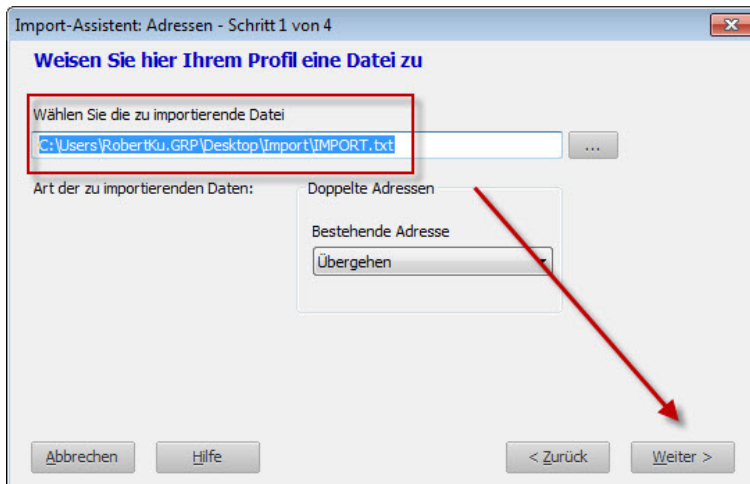 Import-Assistent: Adressen - Schritt 1 von 4
Weisen Sie hier Ihrem Profil eine Datei zu
Wählen Sie die zu importierende Datei
C:\Users\RobertKu.GRP\Desktop\Import\IMPORT.txt
...
Art der zu importierenden Daten:
Doppelte Adressen
Bestehende Adresse
Übergehen
Abbrechen Hilfe < Zurück Weiter >